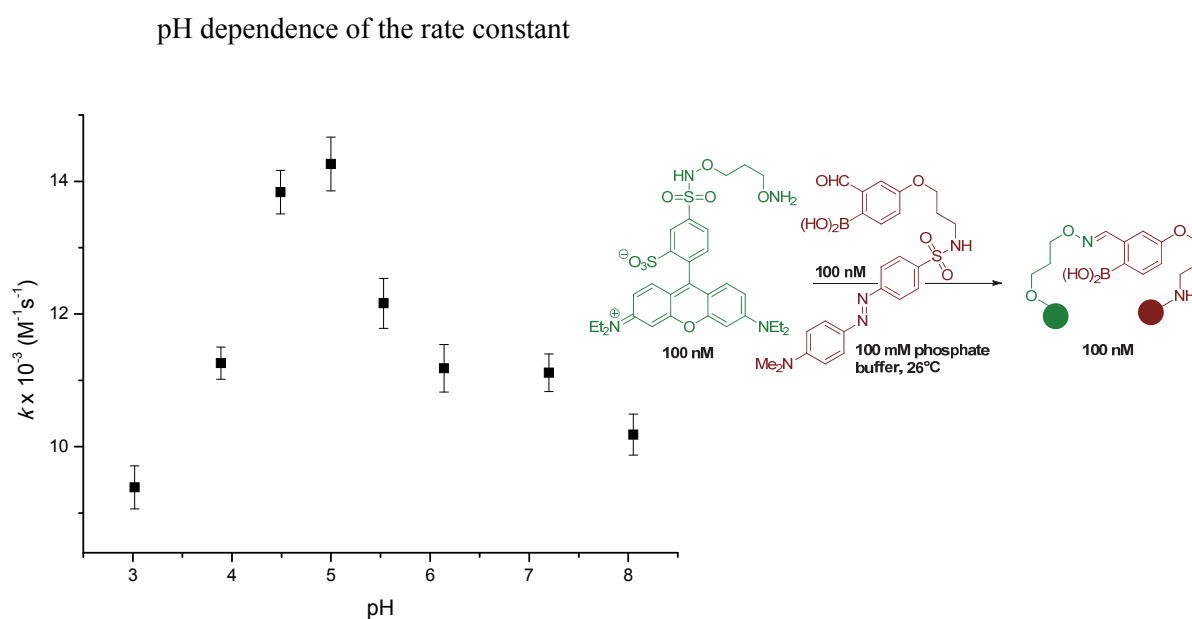 pH dependence of the rate constant
k x 10⁻³ (M⁻¹s⁻¹)
14
12
10
3 4 5 6 7 8
pH
HN
O
O=S=O
ONH₂
⊖O₃S
Et₂N
⊕
O
NEt₂
100 nM
OHC
O
(HO)₂B
O
S
NH
O
100 nM
N
N
Me₂N
100 mM phosphate
buffer, 26°C
O
N
O
(HO)₂B
O
NH
100 nM